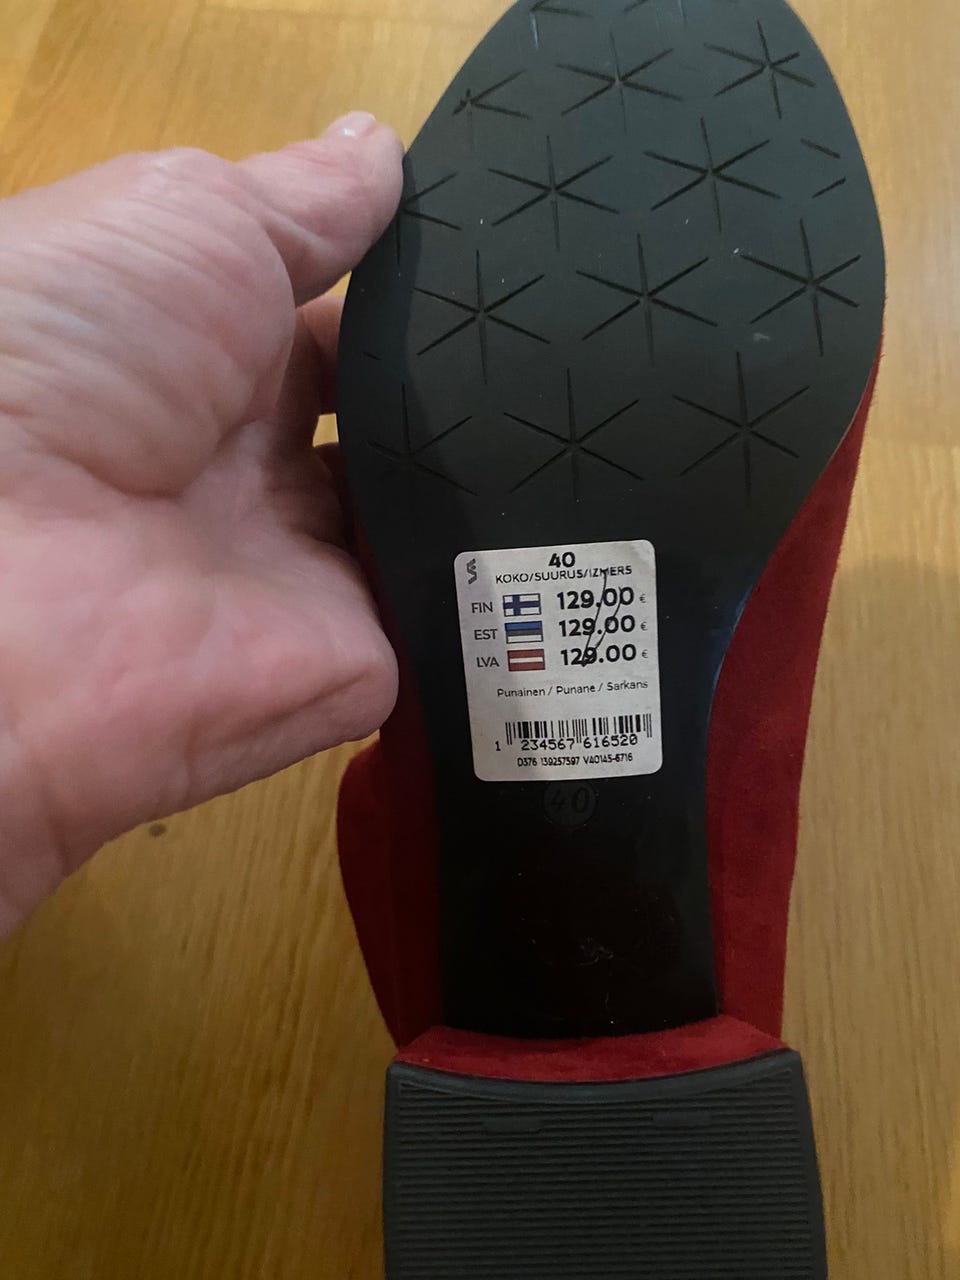 40
KOKO/SUURUS/IZMERS
FIN 129.00 €
EST 129.00 €
LVA 129.00 €
Punainen / Punane / Sarkans
1 234567 616520
D376 139257597 VA0145-6716
40